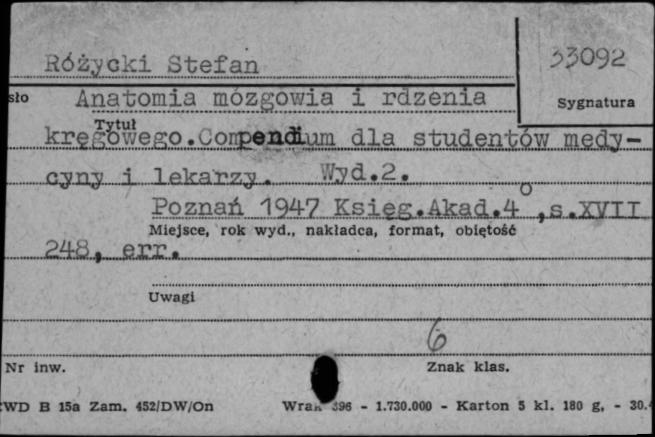 Różycki Stefan
33092
sło Anatomia mózgowia i rdzenia
Sygnatura
Tytuł
kręgowego.Compendium dla studentów medy-
cyny i lekarzy. Wyd.2.
Poznań 1947 Księg.Akad.4°,s.XVII
Miejsce, rok wyd., nakładca, format, objętość
248, err.
Uwagi
6
Nr inw.
Znak klas.
WD B 15a Zam. 452/DW/On 396 - 1.730.000 - Karton 5 kl. 180 g. - 30.